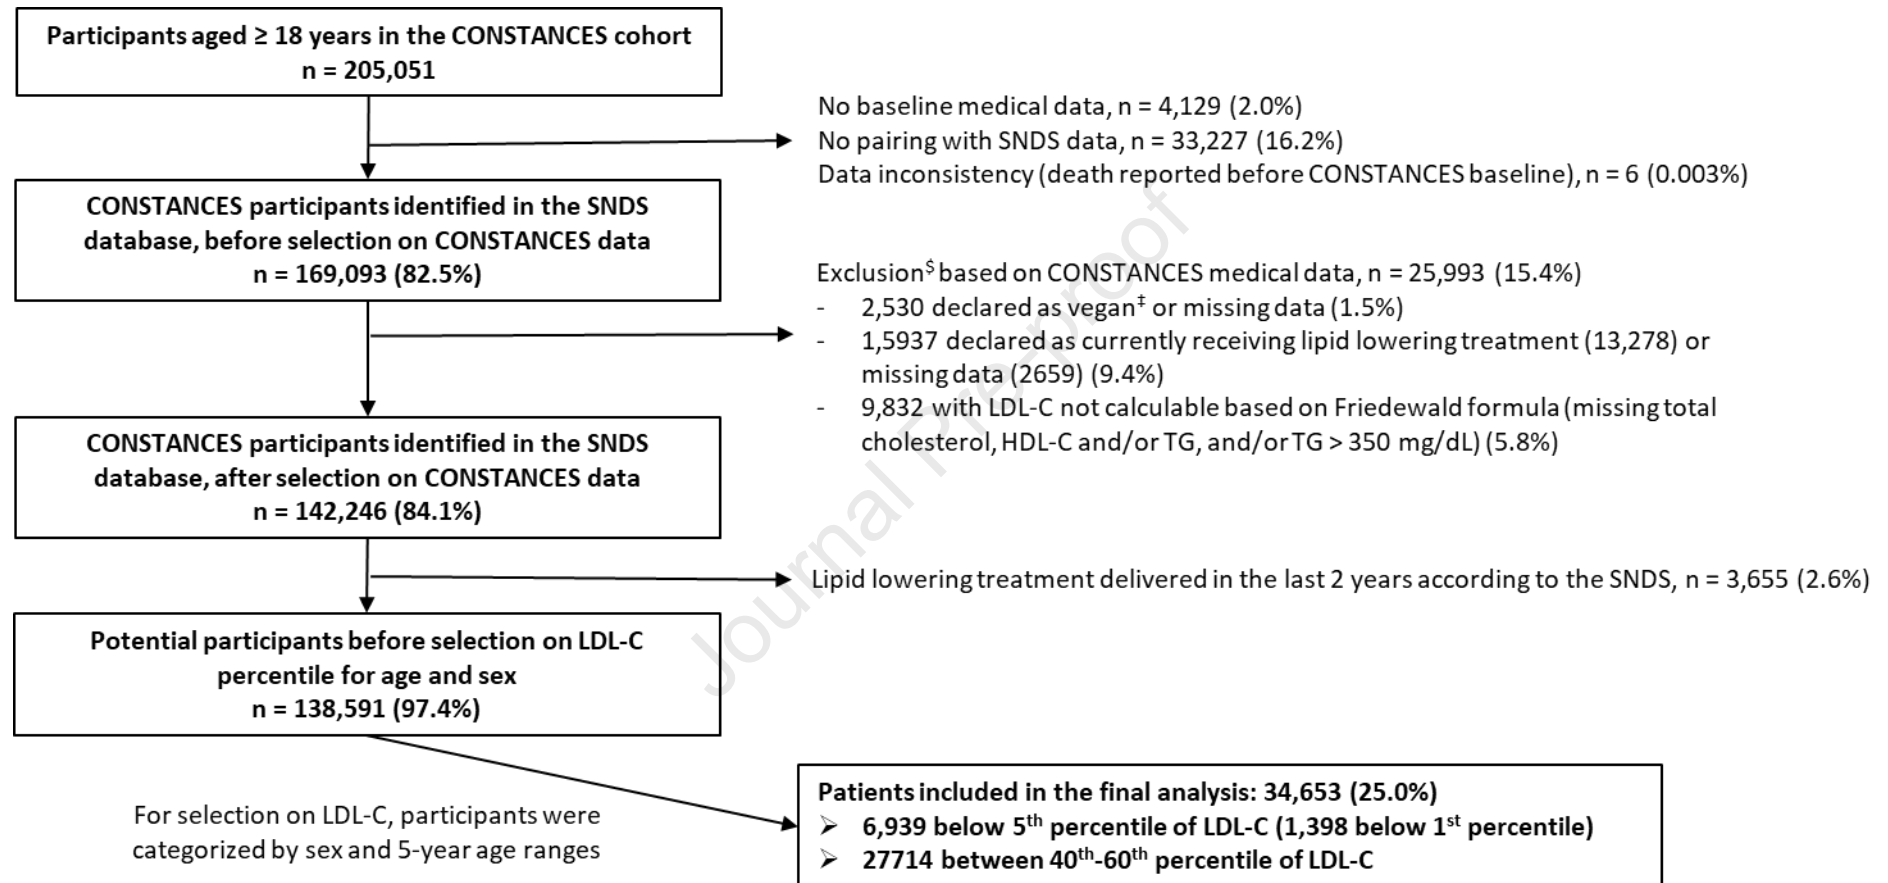 Participants aged ≥ 18 years in the CONSTANCES cohort
n = 205,051
No baseline medical data, n = 4,129 (2.0%)
No pairing with SNDS data, n = 33,227 (16.2%)
Data inconsistency (death reported before CONSTANCES baseline), n = 6 (0.003%)
CONSTANCES participants identified in the SNDS
database, before selection on CONSTANCES data
n = 169,093 (82.5%)
Exclusion$ based on CONSTANCES medical data, n = 25,993 (15.4%)
- 2,530 declared as vegan‡ or missing data (1.5%)
- 1,5937 declared as currently receiving lipid lowering treatment (13,278) or
missing data (2659) (9.4%)
- 9,832 with LDL-C not calculable based on Friedewald formula (missing total
cholesterol, HDL-C and/or TG, and/or TG > 350 mg/dL) (5.8%)
CONSTANCES participants identified in the SNDS
database, after selection on CONSTANCES data
n = 142,246 (84.1%)
Lipid lowering treatment delivered in the last 2 years according to the SNDS, n = 3,655 (2.6%)
Potential participants before selection on LDL-C
percentile for age and sex
n = 138,591 (97.4%)
For selection on LDL-C, participants were
categorized by sex and 5-year age ranges
Patients included in the final analysis: 34,653 (25.0%)
➢ 6,939 below 5th percentile of LDL-C (1,398 below 1st percentile)
➢ 27714 between 40th-60th percentile of LDL-C
Journal Pre-proof